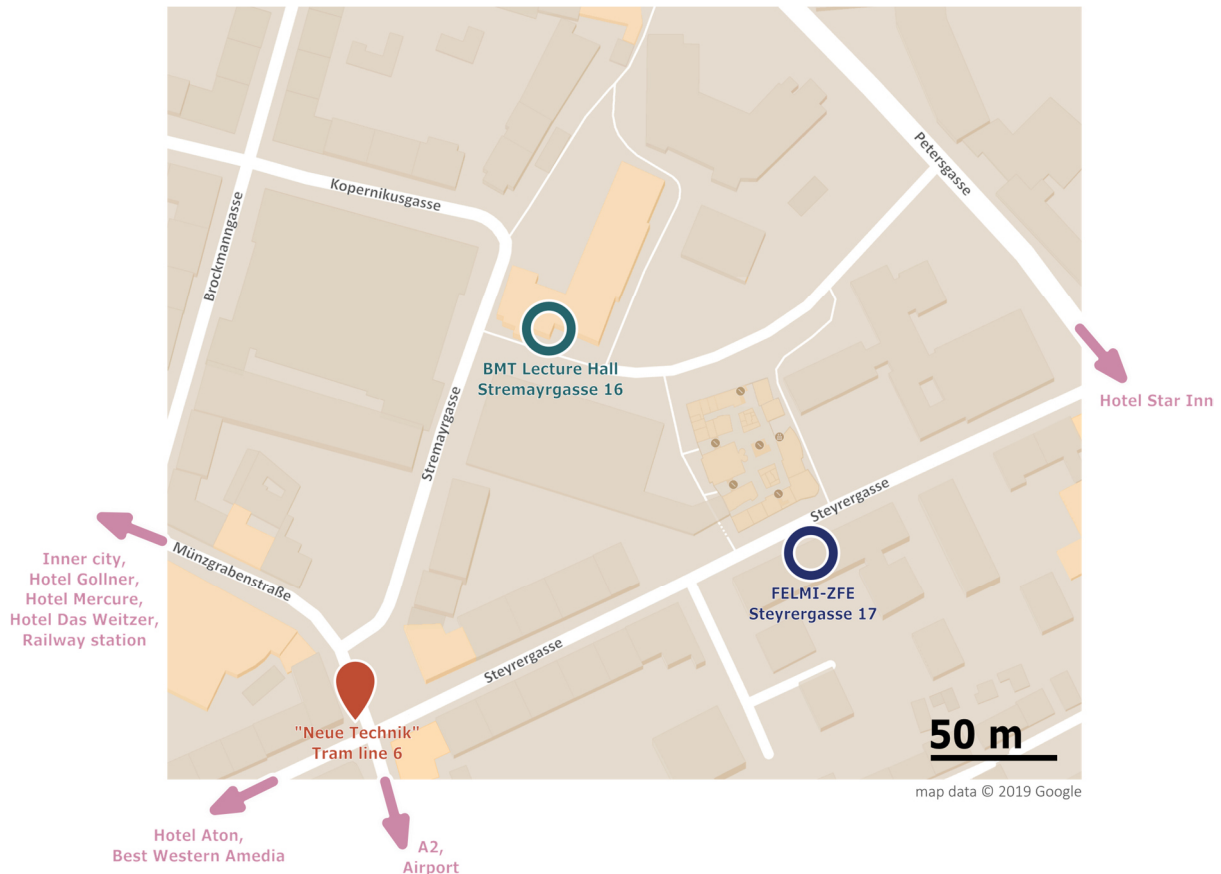 Petersgasse
Kopernikusgasse
Brockmanngasse
BMT Lecture Hall
Stremayrgasse 16
Hotel Star Inn
Stremayrgasse
Steyrergasse
Münzgrabenstraße
Inner city,
Hotel Gollner,
Hotel Mercure,
Hotel Das Weitzer,
Railway station
FELMI-ZFE
Steyrergasse 17
Steyrergasse
"Neue Technik"
Tram line 6
50 m
map data © 2019 Google
Hotel Aton,
Best Western Amedia
A2,
Airport